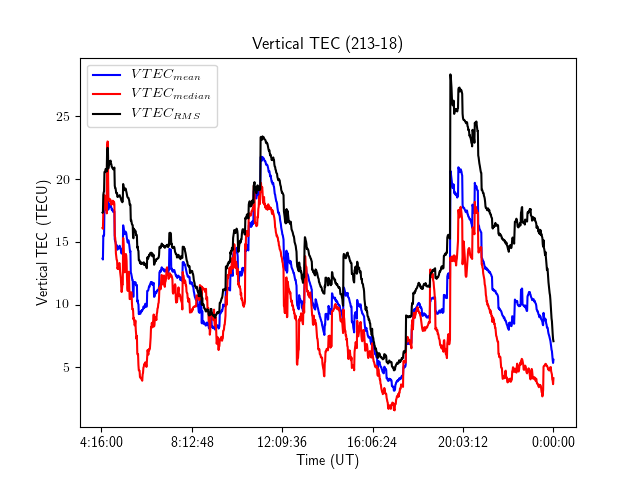 Vertical TEC (213-18)
VTEC_mean
VTEC_median
VTEC_RMS
Vertical TEC (TECU)
25
20
15
10
5
4:16:00 8:12:48 12:09:36 16:06:24 20:03:12 0:00:00
Time (UT)